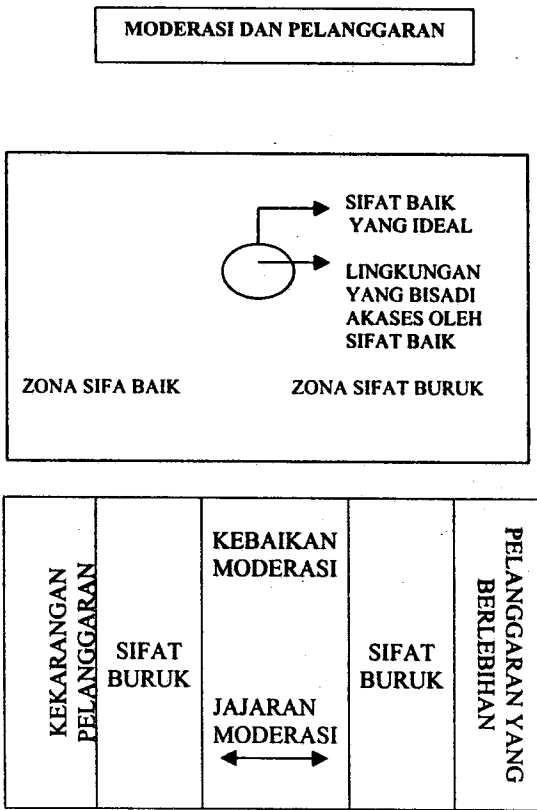 MODERASI DAN PELANGGARAN
SIFAT BAIK
YANG IDEAL
LINGKUNGAN
YANG BISADI
AKASES OLEH
SIFAT BAIK
ZONA SIFA BAIK
ZONA SIFAT BURUK
KEKARANGAN
PELANGGARAN
SIFAT
BURUK
KEBAIKAN
MODERASI
JAJARAN
MODERASI
SIFAT
BURUK
PELANGGARAN YANG
BERLEBIHAN